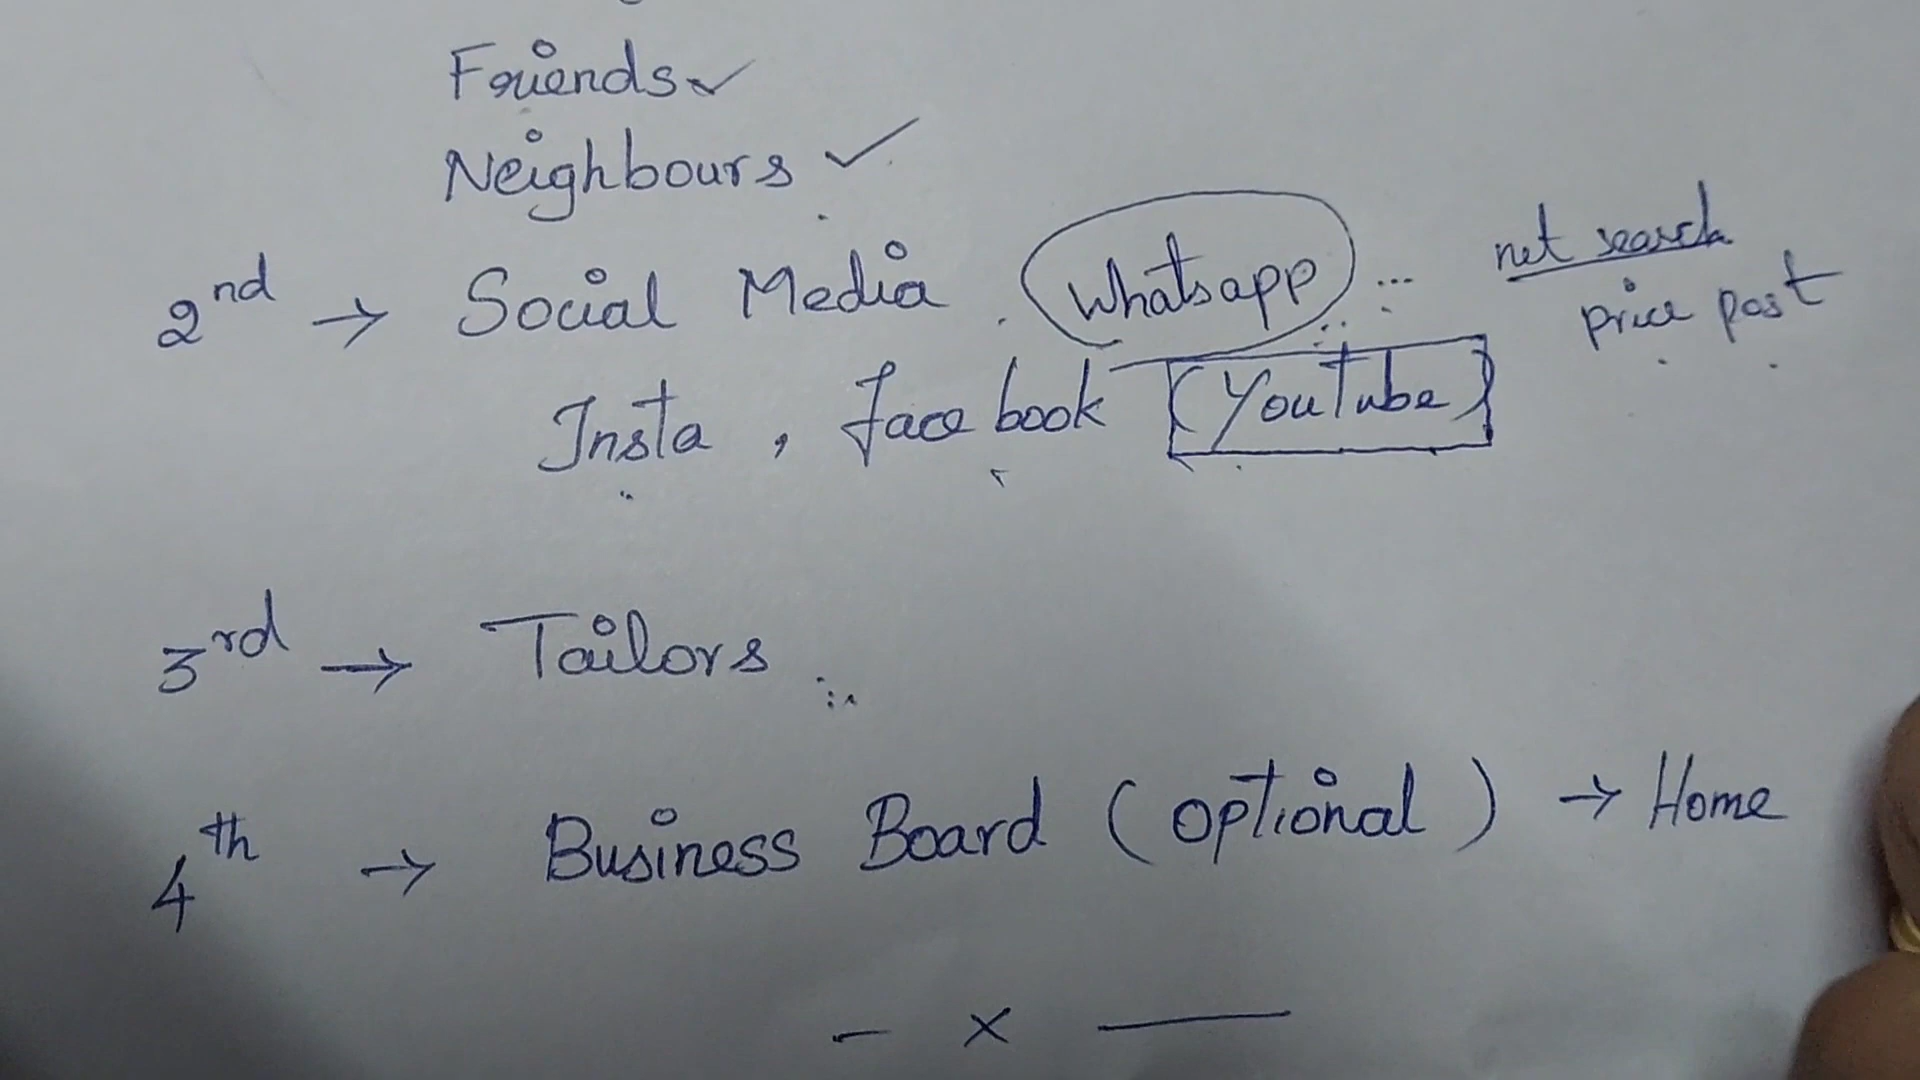 Friends ✓
Neighbours ✓
2nd → Social Media . Whatsapp ... net search
price post
Insta , facebook (YouTube)
3rd → Tailors
4th → Business Board (optional) → Home
— × —